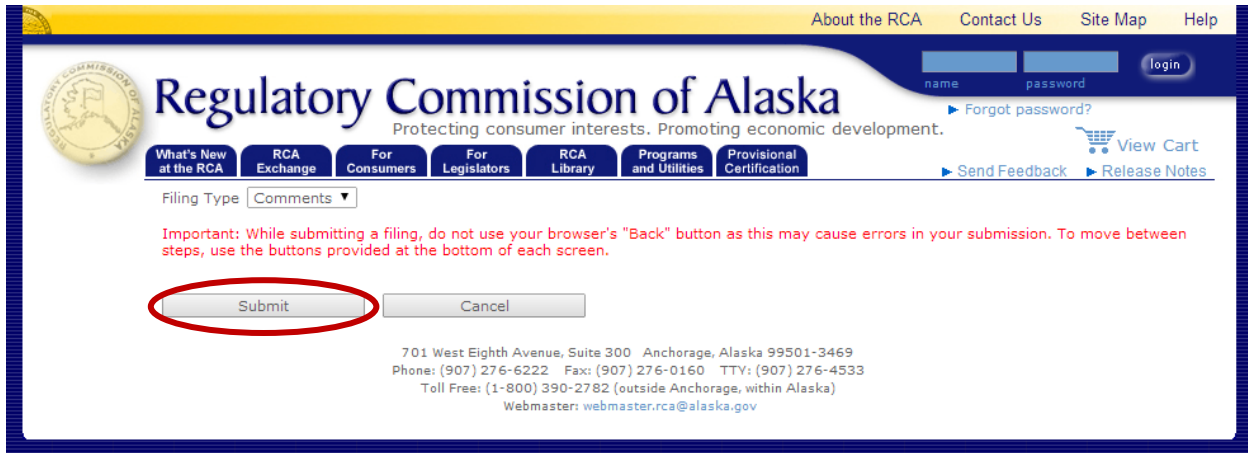 About the RCA Contact Us Site Map Help
login
name password
Regulatory Commission of Alaska
Protecting consumer interests. Promoting economic development.
Forgot password?
View Cart
What's New at the RCA
RCA Exchange
For Consumers
For Legislators
RCA Library
Programs and Utilities
Provisional Certification
Send Feedback Release Notes
Filing Type Comments
Important: While submitting a filing, do not use your browser's "Back" button as this may cause errors in your submission. To move between
steps, use the buttons provided at the bottom of each screen.
Submit Cancel
701 West Eighth Avenue, Suite 300 Anchorage, Alaska 99501-3469
Phone: (907) 276-6222 Fax: (907) 276-0160 TTY: (907) 276-4533
Toll Free: (1-800) 390-2782 (outside Anchorage, within Alaska)
Webmaster: webmaster.rca@alaska.gov